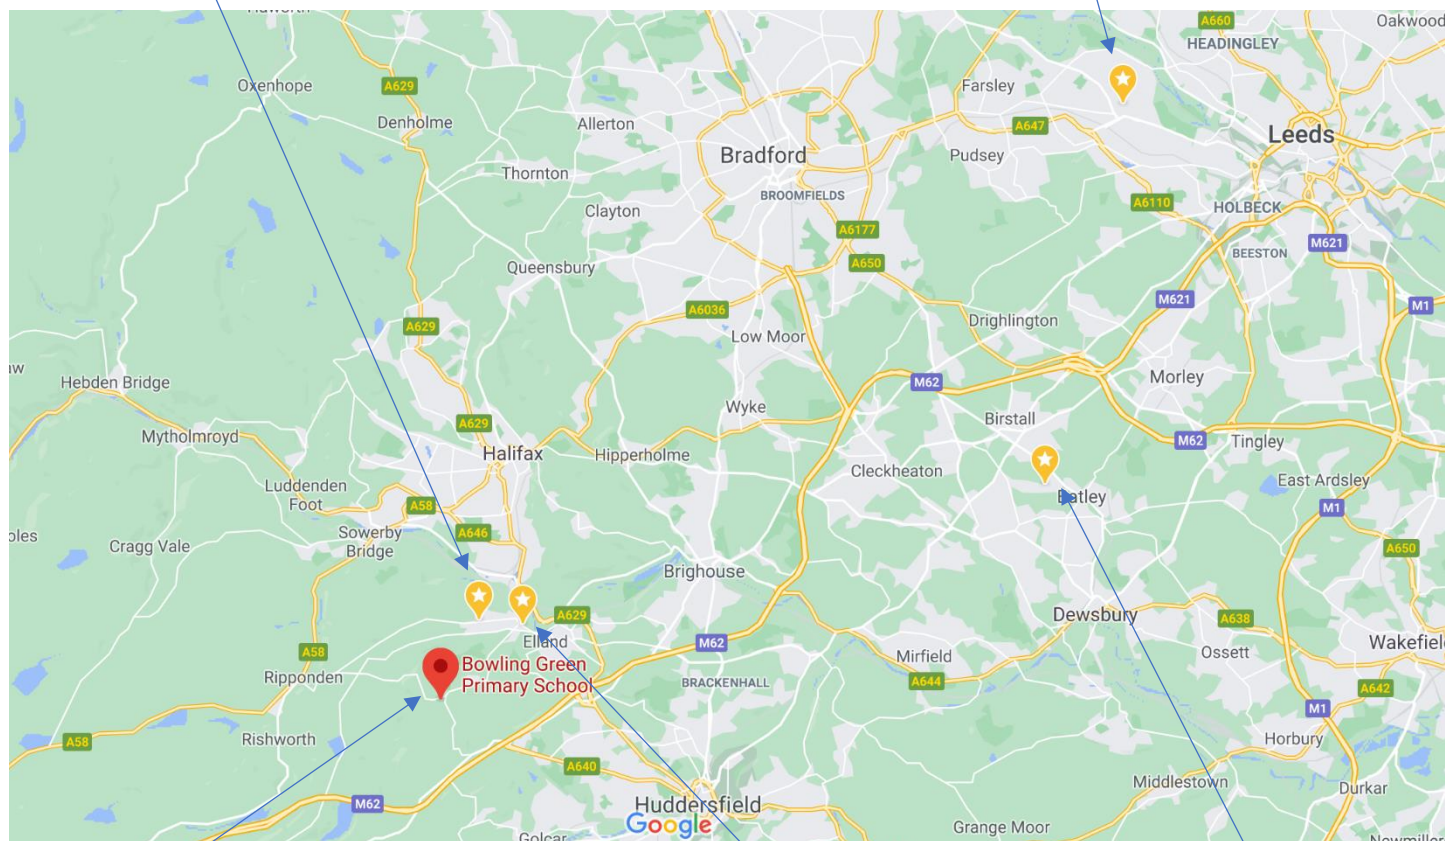 A660
Oakwood
HEADINGLEY
Oxenhope
A629
Farsley
Denholme
Allerton
A647
Leeds
Bradford
Pudsey
Thornton
BROOMFIELDS
A6110
Clayton
HOLBECK
A6177
M621
BEESTON
Queensbury
A650
M621
M1
A6036
A629
Drighlington
Low Moor
aw
Hebden Bridge
M62
Morley
Wyke
Birstall
A629
Mytholmroyd
M62
Tingley
Halifax
Hipperholme
Cleckheaton
East Ardsley
Luddenden
Foot
Batley
A58
M1
Sowerby
Bridge
A646
oles
Cragg Vale
A650
Brighouse
Dewsbury
A629
A638
Elland
M62
Wakefield
A58
Mirfield
Ossett
Bowling Green
Primary School
Ripponden
BRACKENHALL
A644
A642
M1
Rishworth
A58
Horbury
A640
Middlestown
Durkar
M62
Huddersfield
Google
Grange Moor
Golcar
Newmiller